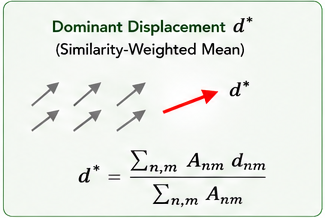 Dominant Displacement d*
(Similarity-Weighted Mean)
d*
d* = ∑n,m Anm dnm / ∑n,m Anm